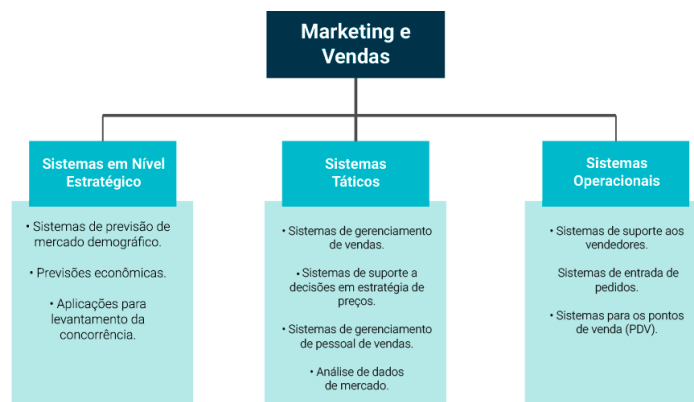 Marketing e
Vendas
Sistemas em Nível
Estratégico
• Sistemas de previsão de
mercado demográfico.
• Previsões econômicas.
• Aplicações para
levantamento da
concorrência.
Sistemas
Táticos
• Sistemas de gerenciamento
de vendas.
• Sistemas de suporte a
decisões em estratégia de
preços.
• Sistemas de gerenciamento
de pessoal de vendas.
• Análise de dados
de mercado.
Sistemas
Operacionais
• Sistemas de suporte aos
vendedores.
Sistemas de entrada de
pedidos.
• Sistemas para os pontos
de venda (PDV).